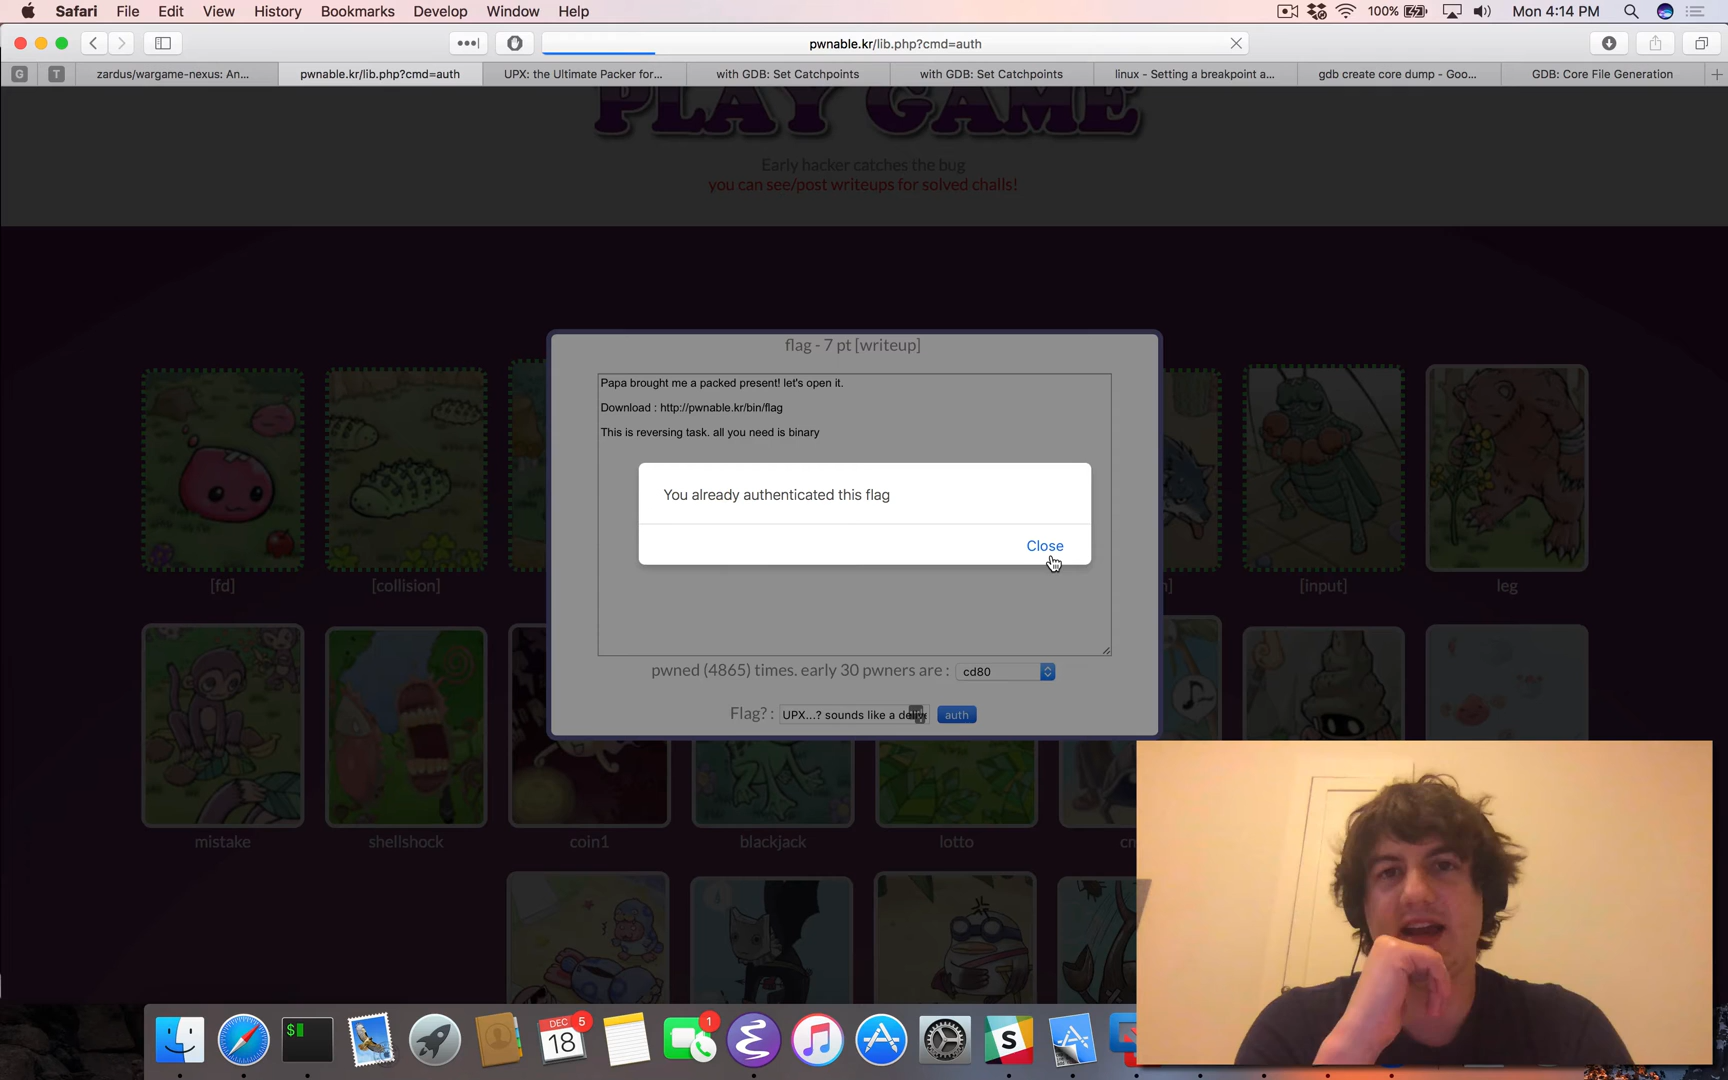 Safari File Edit View History Bookmarks Develop Window Help 100% Mon 4:14 PM
pwnable.kr/lib.php?cmd=auth
G T zardus/wargame-nexus: An... pwnable.kr/lib.php?cmd=auth UPX: the Ultimate Packer for... with GDB: Set Catchpoints with GDB: Set Catchpoints linux - Setting a breakpoint a... gdb create core dump - Goo... GDB: Core File Generation
PLAY GAME
Early hacker catches the bug
you can see/post writeups for solved challs!
flag - 7 pt [writeup]
Papa brought me a packed present! let's open it.
Download : http://pwnable.kr/bin/flag
This is reversing task. all you need is binary
You already authenticated this flag
Close
[fd] [collision] [input] leg
pwned (4865) times. early 30 pwners are : cd80
Flag? : UPX...? sounds like a auth
mistake shellshock coin1 blackjack lotto
$
DEC 5
18
1
S